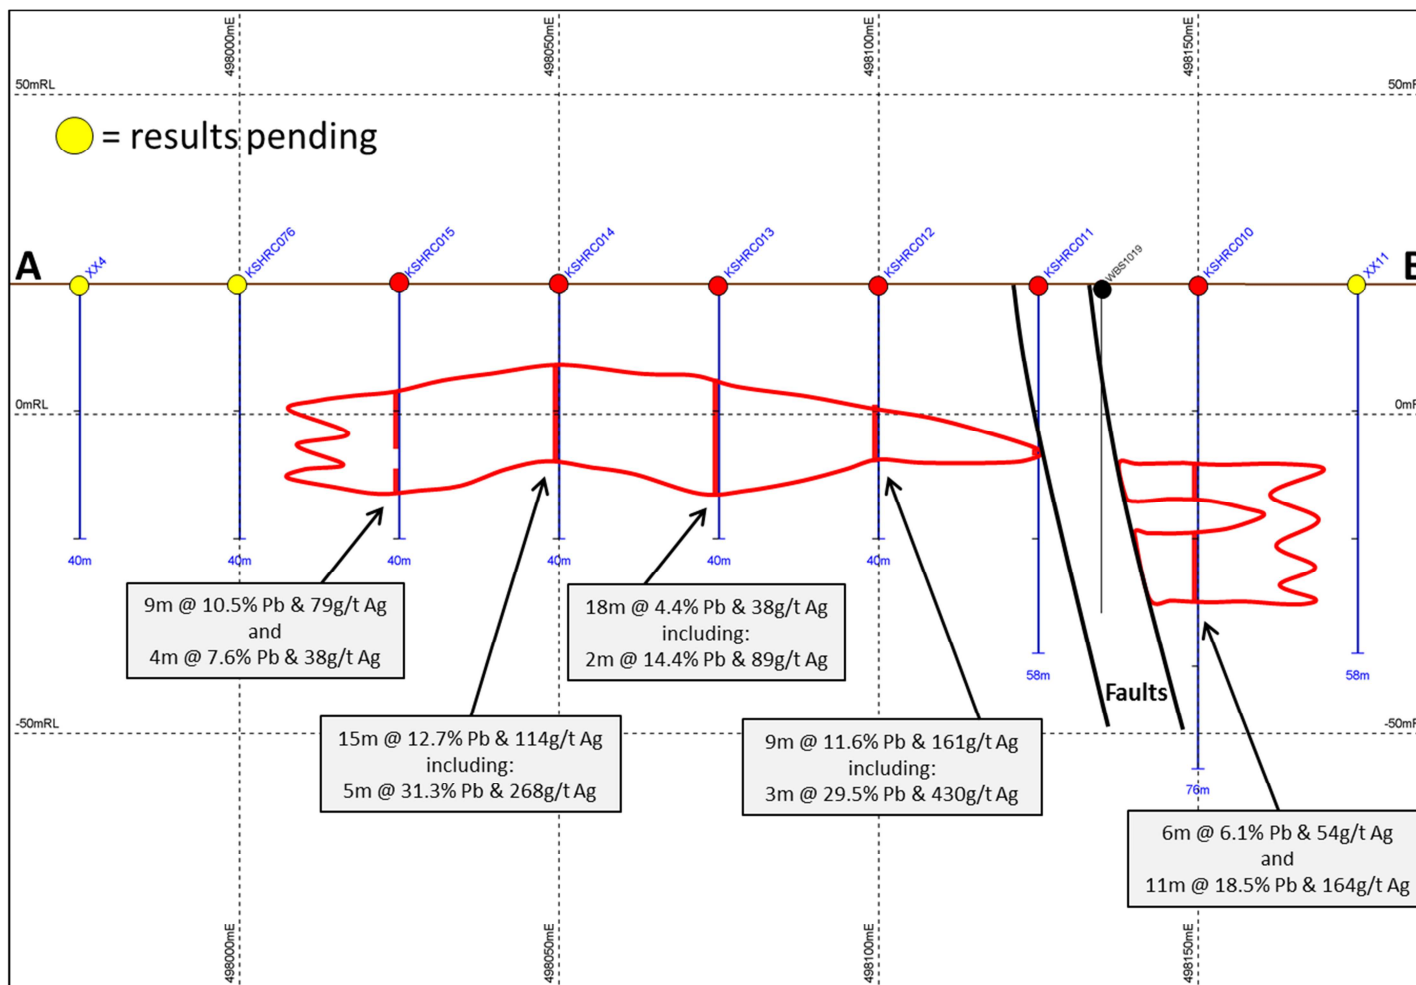 498000mE
498050mE
498100mE
498150mE
50mRL
50mR
= results pending
A
B
XX4
KSHRC076
KSHRC015
KSHRC014
KSHRC013
KSHRC012
KSHRC011
WBS1019
KSHRC010
XX11
0mRL
0mR
40m
40m
40m
40m
40m
40m
9m @ 10.5% Pb & 79g/t Ag
and
4m @ 7.6% Pb & 38g/t Ag
18m @ 4.4% Pb & 38g/t Ag
including:
2m @ 14.4% Pb & 89g/t Ag
58m
Faults
58m
-50mRL
-50mR
15m @ 12.7% Pb & 114g/t Ag
including:
5m @ 31.3% Pb & 268g/t Ag
9m @ 11.6% Pb & 161g/t Ag
including:
3m @ 29.5% Pb & 430g/t Ag
76m
6m @ 6.1% Pb & 54g/t Ag
and
11m @ 18.5% Pb & 164g/t Ag
498000mE
498050mE
498100mE
498150mE